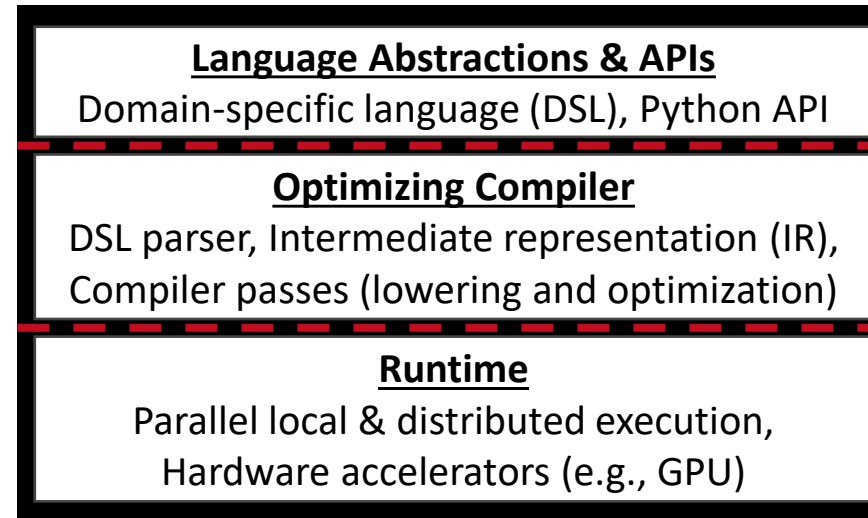 Language Abstractions & APIs
Domain-specific language (DSL), Python API
Optimizing Compiler
DSL parser, Intermediate representation (IR),
Compiler passes (lowering and optimization)
Runtime
Parallel local & distributed execution,
Hardware accelerators (e.g., GPU)